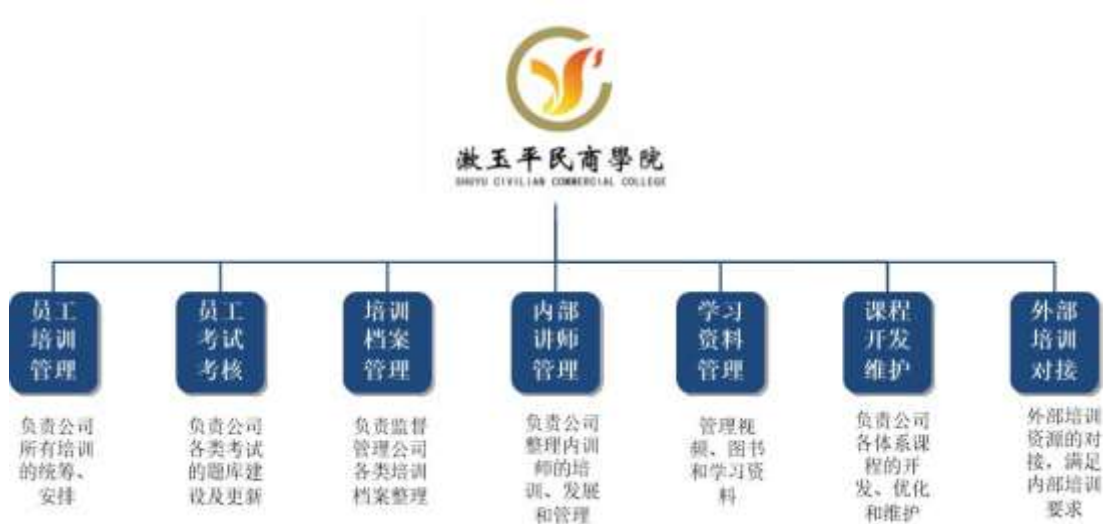 漱玉平民商學院
SHUYU CIVILIAN COMMERCIAL COLLEGE
员工
培训
管理
员工
考试
考核
培训
档案
管理
内部
讲师
管理
学习
资料
管理
课程
开发
维护
外部
培训
对接
负责公司
所有培训
的统筹、
安排
负责公司
各类考试
的题库建
设及更新
负责监督
管理公司
各类培训
档案整理
负责公司
整理内训
师的培
训、发展
和管理
管理视
频、图书
和学习资
料
负责公司
各体系课
程的开
发、优化
和维护
外部培训
资源的对
接，满足
内部培训
要求